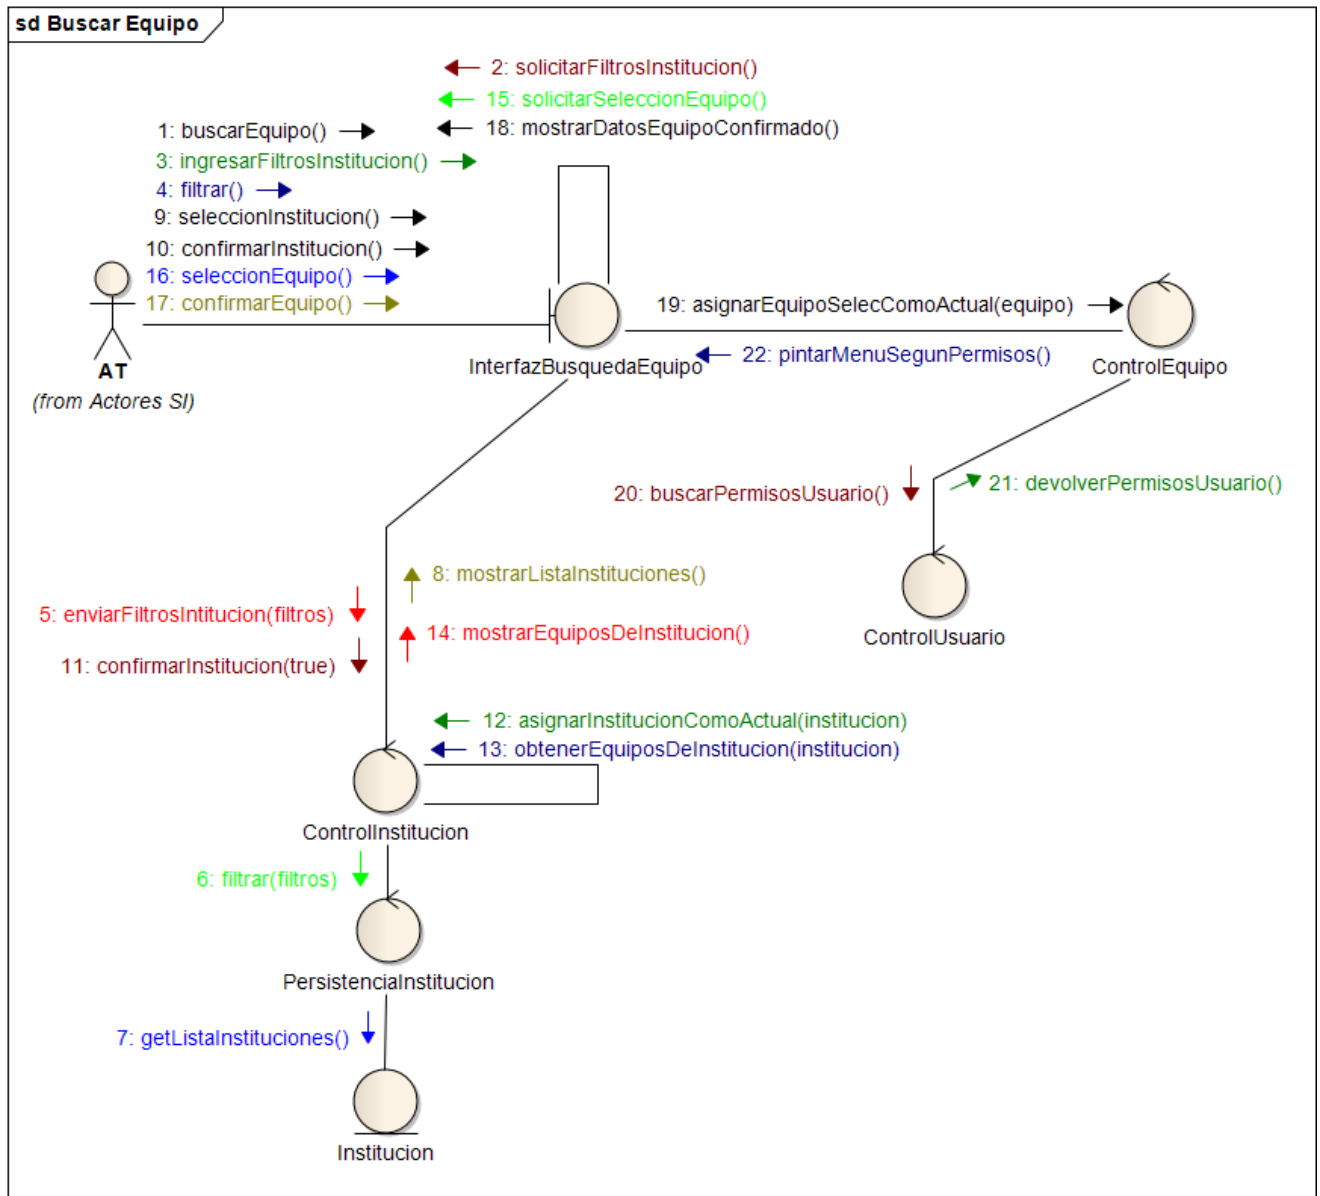 sd Buscar Equipo
2: solicitarFiltrosInstitucion()
15: solicitarSeleccionEquipo()
18: mostrarDatosEquipoConfirmado()
1: buscarEquipo()
3: ingresarFiltrosInstitucion()
4: filtrar()
9: seleccionInstitucion()
10: confirmarInstitucion()
16: seleccionEquipo()
17: confirmarEquipo()
19: asignarEquipoSelecComoActual(equipo)
22: pintarMenuSegunPermisos()
InterfazBusquedaEquipo
ControlEquipo
AT
(from Actores SI)
20: buscarPermisosUsuario()
21: devolverPermisosUsuario()
8: mostrarListaInstituciones()
5: enviarFiltrosIntitucion(filtros)
14: mostrarEquiposDeInstitucion()
ControlUsuario
11: confirmarInstitucion(true)
12: asignarInstitucionComoActual(institucion)
13: obtenerEquiposDeInstitucion(institucion)
ControlInstitucion
6: filtrar(filtros)
PersistenciaInstitucion
7: getListaInstituciones()
Institucion